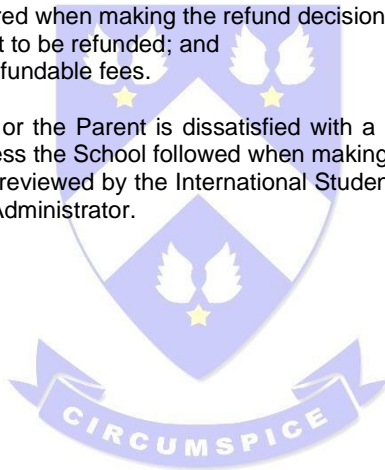 red when making the refund decision
t to be refunded; and
fundable fees.
or the Parent is dissatisfied with a
ess the School followed when making
reviewed by the International Studen
Administrator.
CIRCUMSPICE